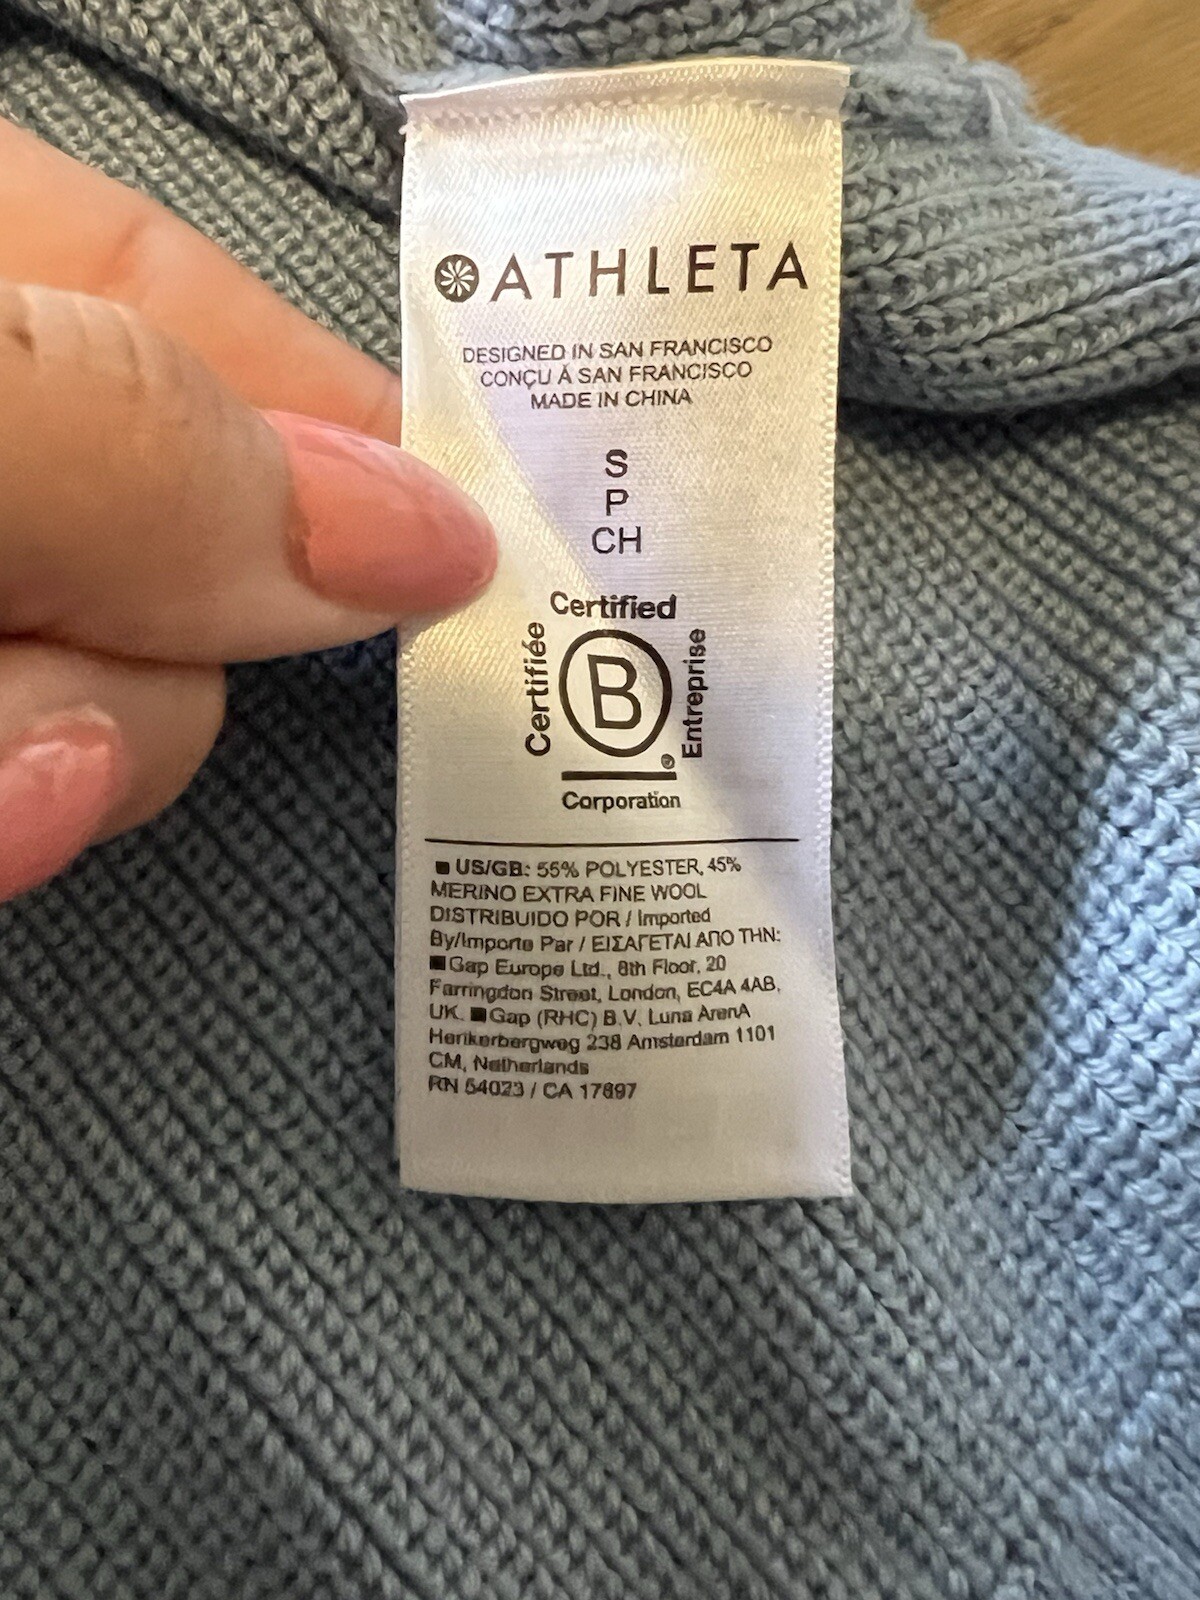 ATHLETA
DESIGNED IN SAN FRANCISCO
CONÇU À SAN FRANCISCO
MADE IN CHINA
S
P
CH
Certified
Certifiée
B
Entreprise
®
Corporation
US/GB: 55% POLYESTER, 45%
MERINO EXTRA FINE WOOL
DISTRIBUIDO POR / Imported
By/Importe Par / ΕΙΣΑΓΕΤΑΙ ΑΠΟ ΤΗΝ:
Gap Europe Ltd., 8th Floor, 20
Farringdon Street, London, EC4A 4AB,
UK. Gap (RHC) B.V. Luna ArenA
Herikerbergweg 238 Amsterdam 1101
CM, Netherlands
RN 54023 / CA 17897